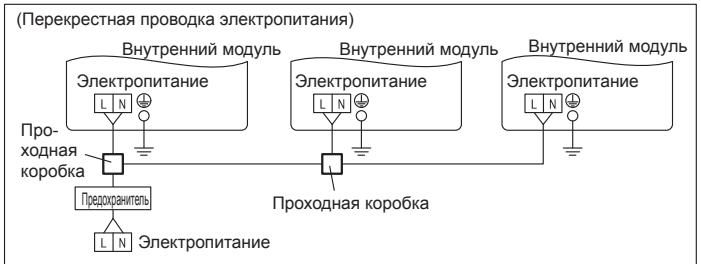 (Перекрестная проводка электропитания)
Внутренний модуль Внутренний модуль Внутренний модуль
Электропитание Электропитание Электропитание
L N L N L N
Про-
ходная
коробка
Проходная коробка
Предохранитель
L N Электропитание